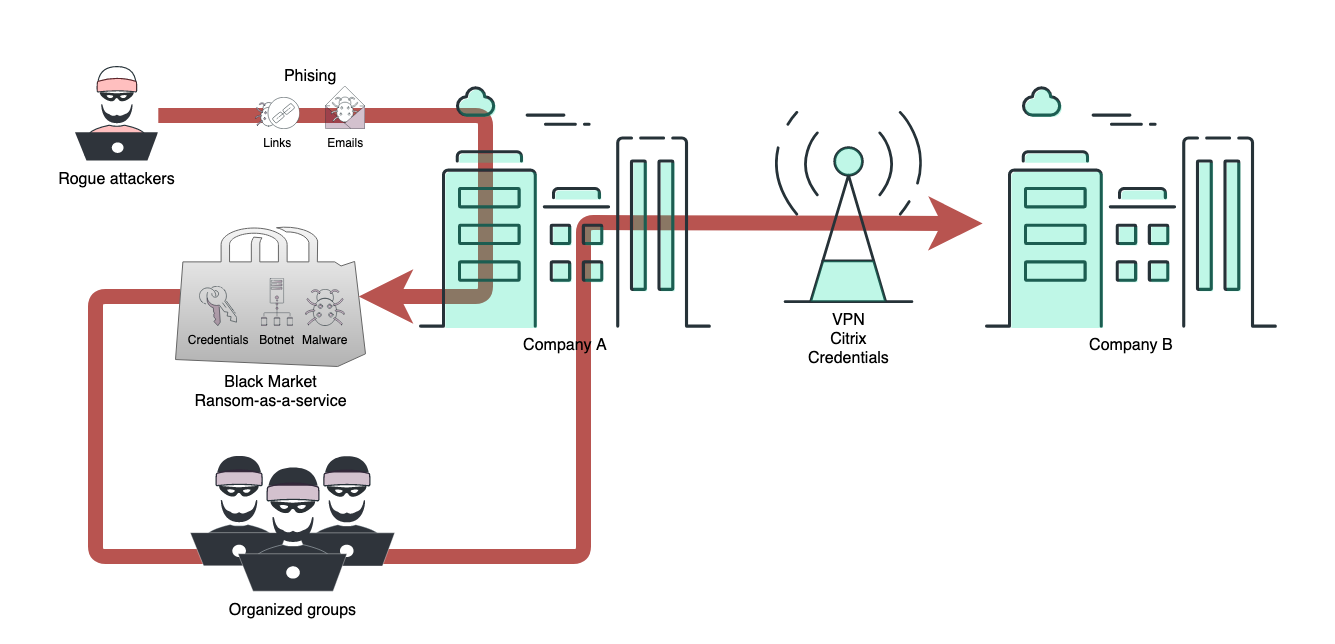 Phising
Links
Emails
Rogue attackers
Credentials
Botnet
Malware
Black Market
Ransom-as-a-service
Organized groups
Company A
VPN
Citrix
Credentials
Company B